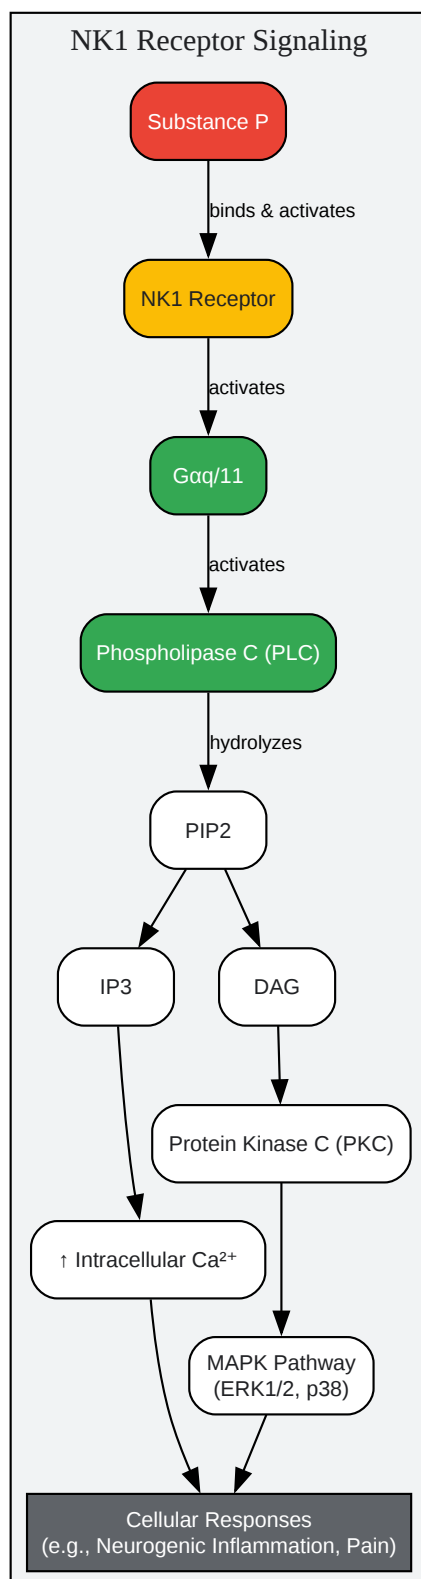 NK1 Receptor Signaling
Substance P
binds & activates
NK1 Receptor
activates
Gαq/11
activates
Phospholipase C (PLC)
hydrolyzes
PIP2
IP3
DAG
Protein Kinase C (PKC)
↑ Intracellular Ca²⁺
MAPK Pathway
(ERK1/2, p38)
Cellular Responses
(e.g., Neurogenic Inflammation, Pain)